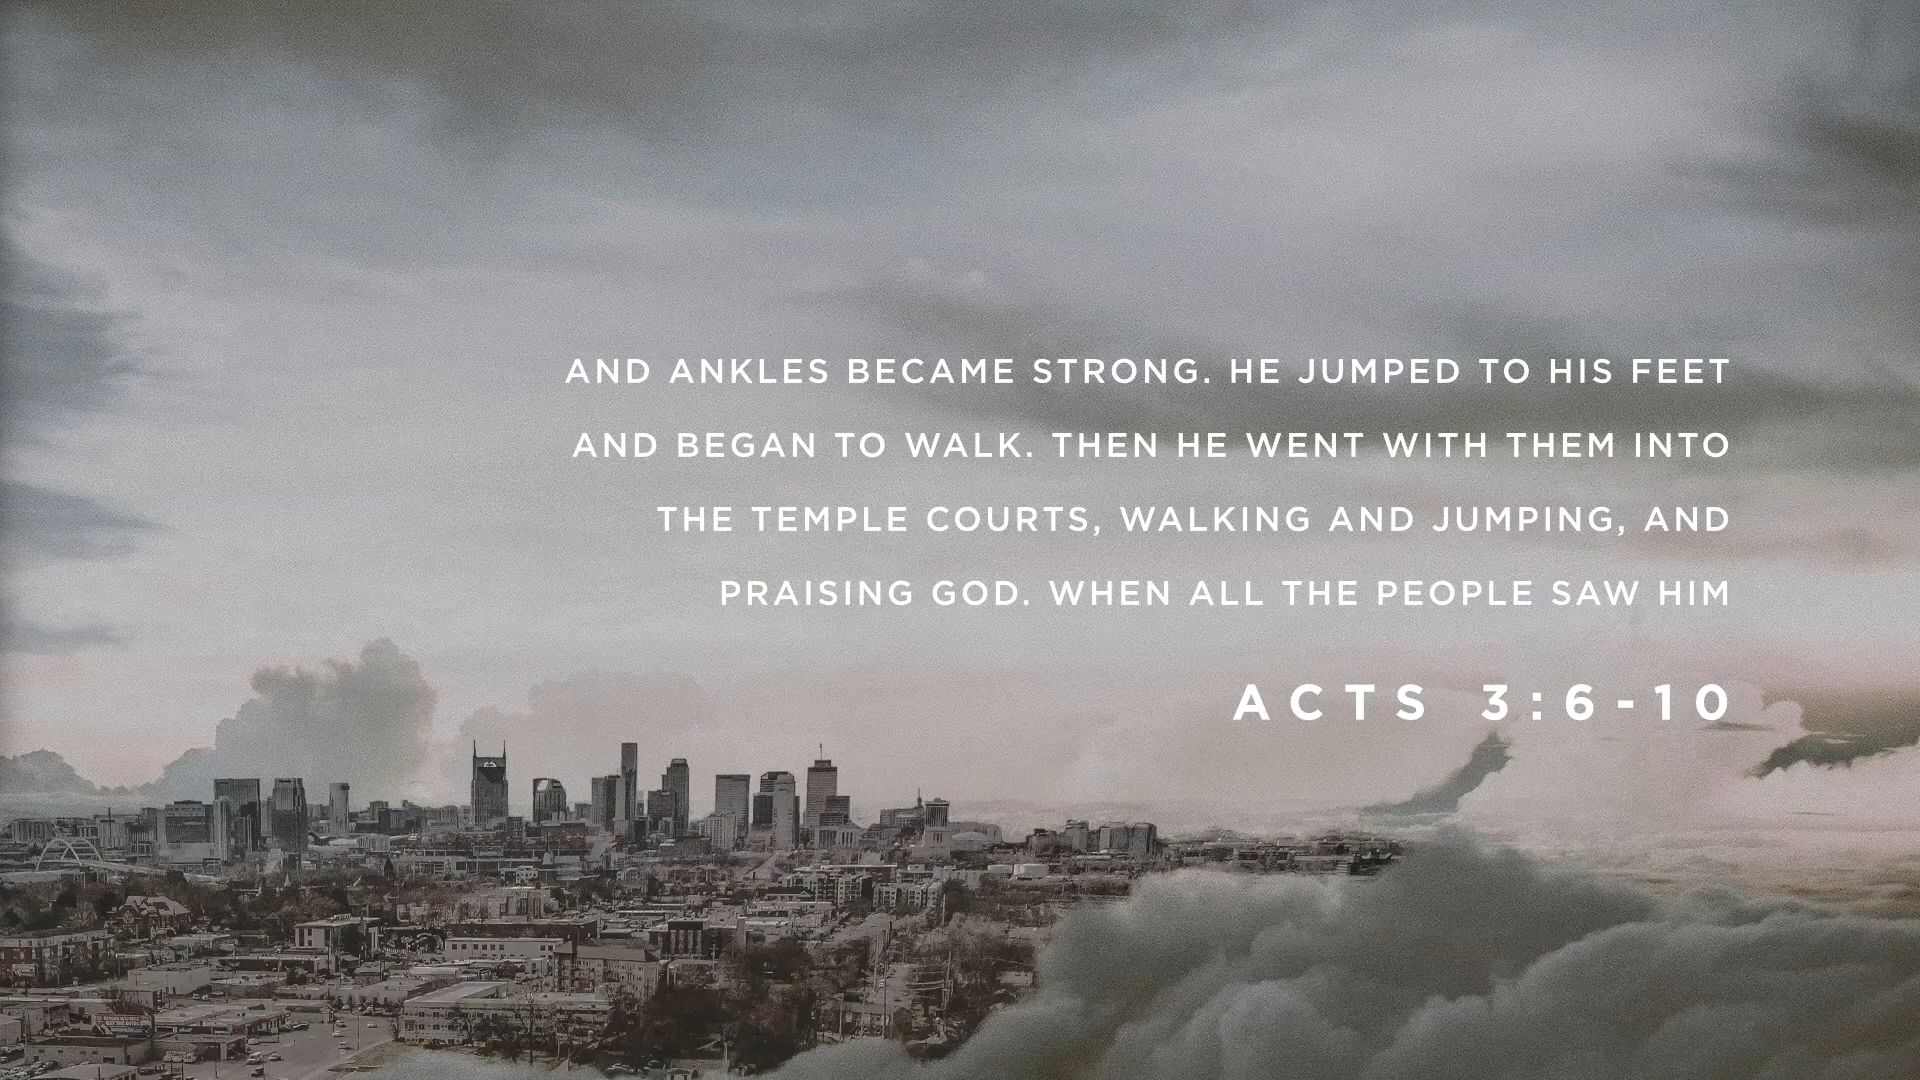 AND ANKLES BECAME STRONG. HE JUMPED TO HIS FEET
AND BEGAN TO WALK. THEN HE WENT WITH THEM INTO
THE TEMPLE COURTS, WALKING AND JUMPING, AND
PRAISING GOD. WHEN ALL THE PEOPLE SAW HIM
ACTS 3:6-10